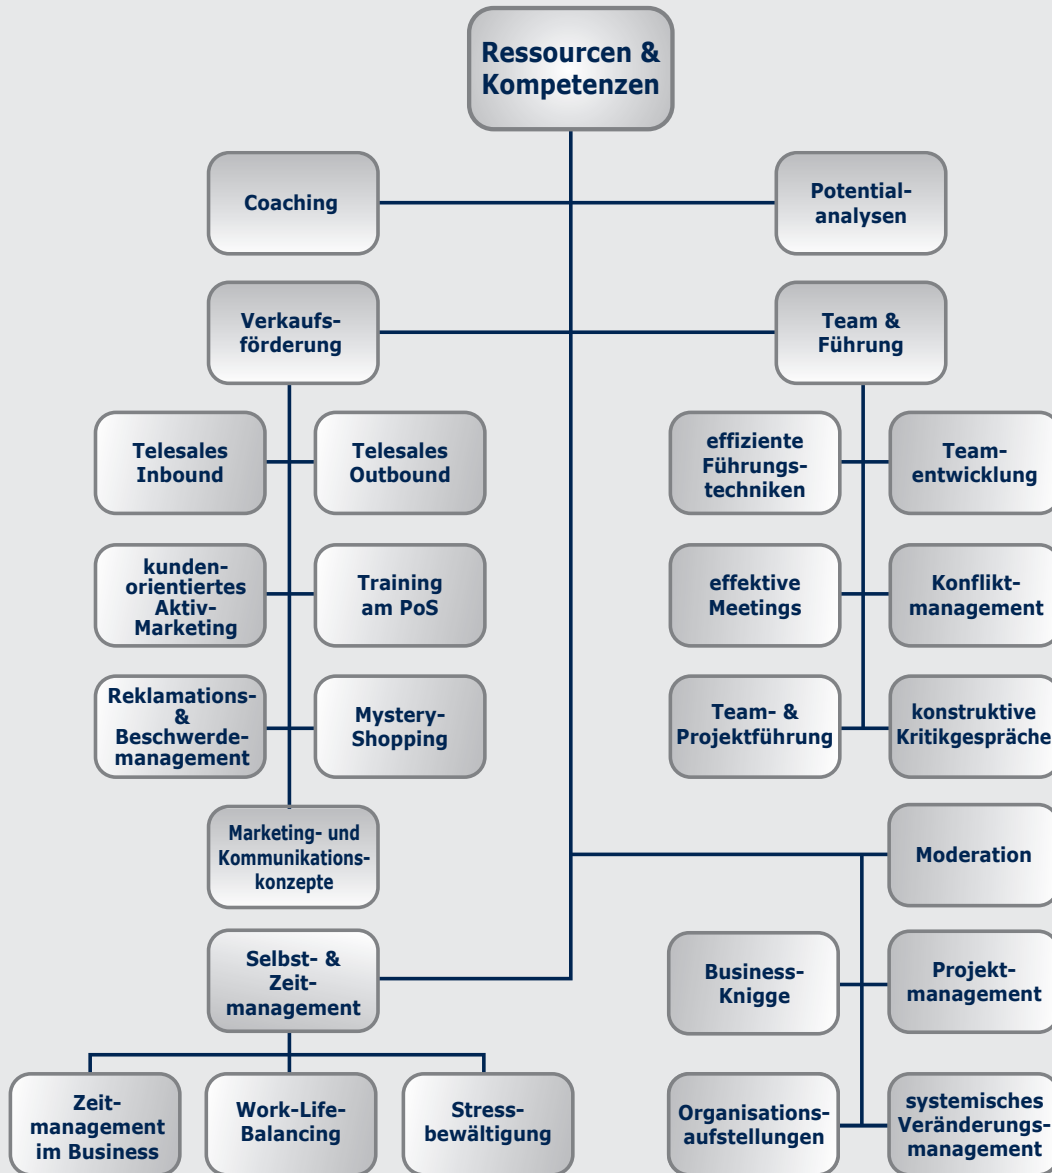 Ressourcen &
Kompetenzen
Coaching
Potential-
analysen
Verkaufs-
förderung
Team &
Führung
Telesales
Inbound
Telesales
Outbound
effiziente
Führungs-
techniken
Team-
entwicklung
kunden-
orientiertes
Aktiv-
Marketing
Training
am PoS
effektive
Meetings
Konflikt-
management
Reklamations-
&
Beschwerde-
management
Mystery-
Shopping
Team- &
Projektführung
konstruktive
Kritikgespräche
Marketing- und
Kommunikations-
konzepte
Moderation
Selbst- &
Zeit-
management
Business-
Knigge
Projekt-
management
Zeit-
management
im Business
Work-Life-
Balancing
Stress-
bewältigung
Organisations-
aufstellungen
systemisches
Veränderungs-
management